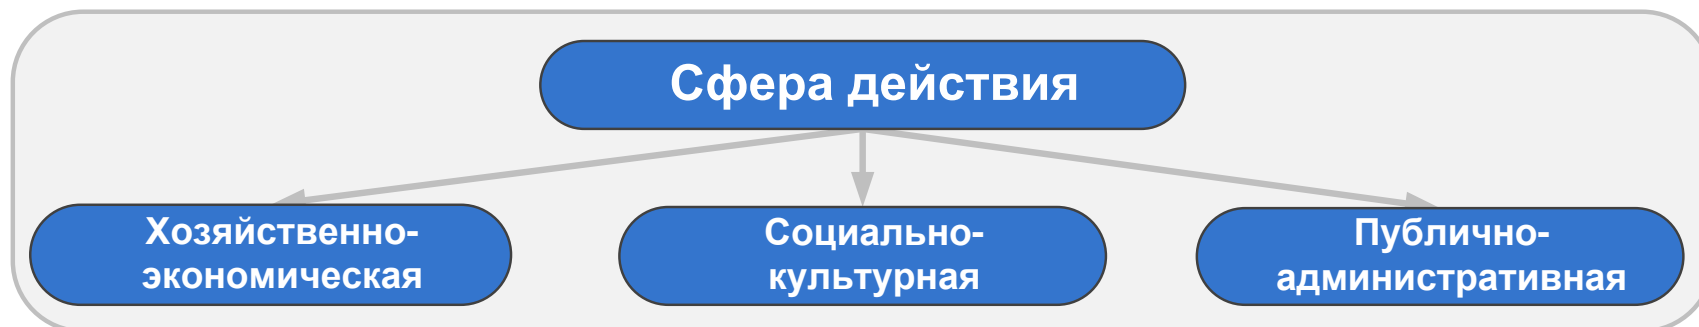 Сфера действия
Хозяйственно-
экономическая
Социально-
культурная
Публично-
административная